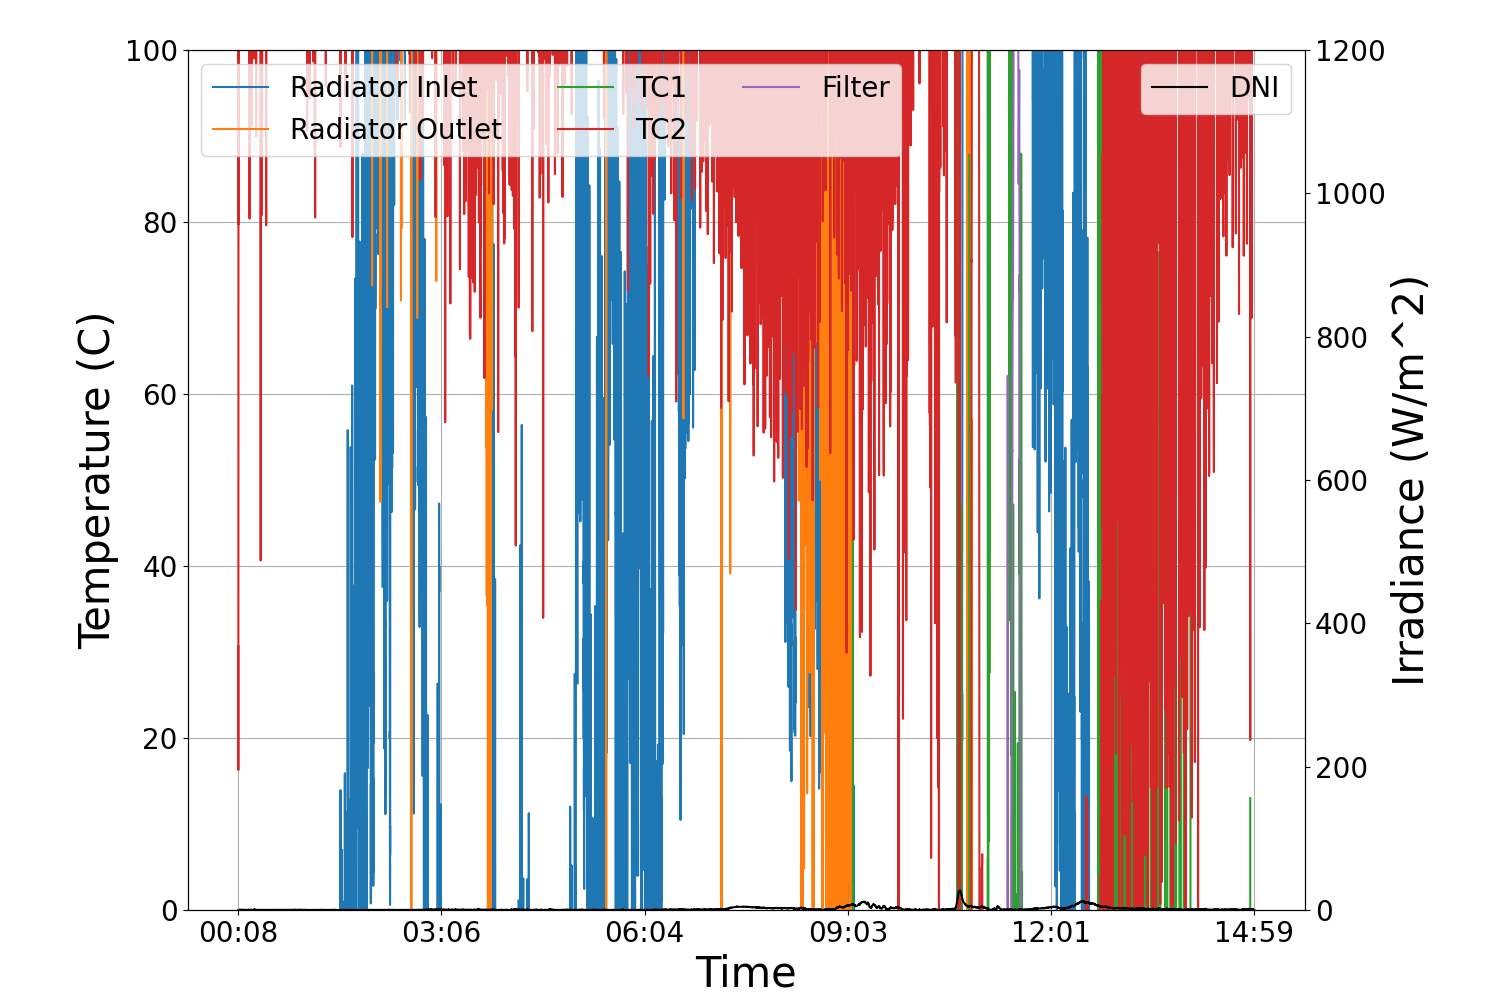 100
80
60
40
20
0
Temperature (C)
Radiator Inlet
Radiator Outlet
TC1
TC2
Filter
DNI
1200
1000
800
600
400
200
0
Irradiance (W/m^2)
00:08 03:06 06:04 09:03 12:01 14:59
Time